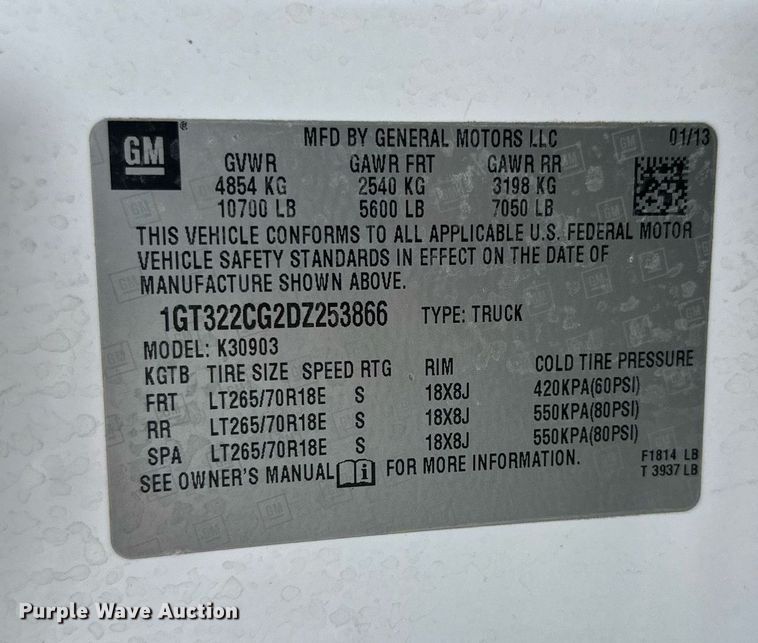 GM ® MFD BY GENERAL MOTORS LLC 01/13
GVWR GAWR FRT GAWR RR
4854 KG 2540 KG 3198 KG
10700 LB 5600 LB 7050 LB
THIS VEHICLE CONFORMS TO ALL APPLICABLE U.S. FEDERAL MOTOR
VEHICLE SAFETY STANDARDS IN EFFECT ON THE DATE OF
MANUFACTURE SHOWN ABOVE.
1GT322CG2DZ253866 TYPE: TRUCK
MODEL: K30903
KGTB TIRE SIZE SPEED RTG RIM COLD TIRE PRESSURE
FRT LT265/70R18E S 18X8J 420KPA(60PSI)
RR LT265/70R18E S 18X8J 550KPA(80PSI)
SPA LT265/70R18E S 18X8J 550KPA(80PSI)
SEE OWNER'S MANUAL FOR MORE INFORMATION.
F1814 LB
T 3937 LB
Purple Wave Auction